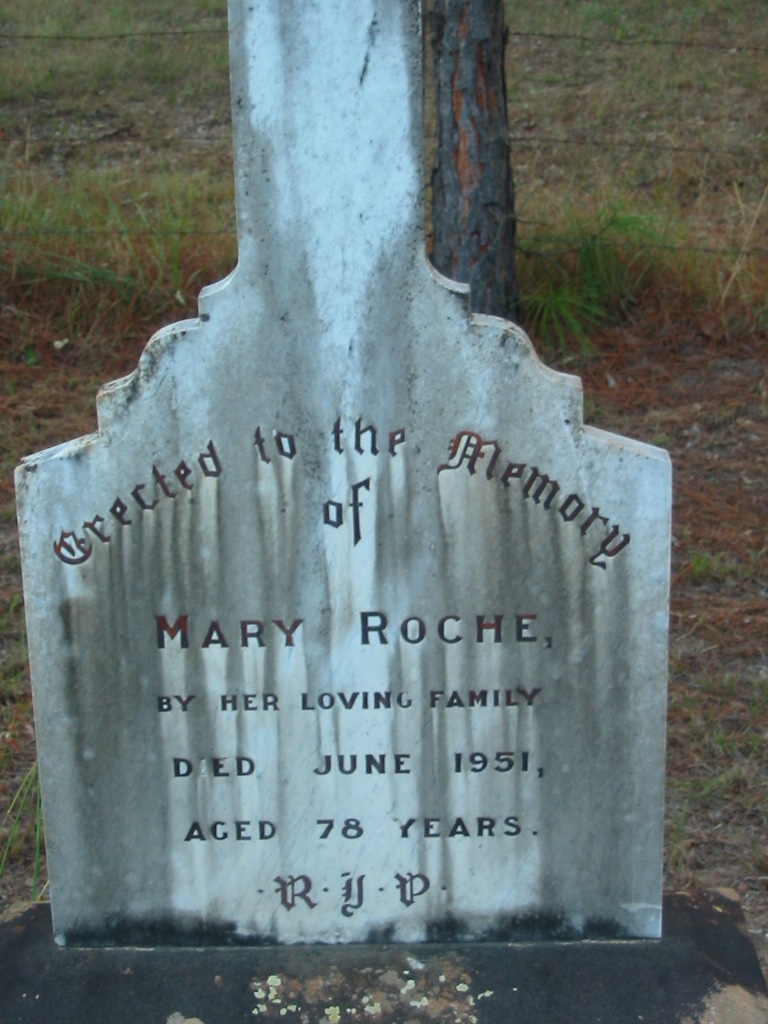 Erected to the Memory
of
MARY ROCHE,
BY HER LOVING FAMILY
DIED JUNE 1951,
AGED 78 YEARS.
·R·I·P·